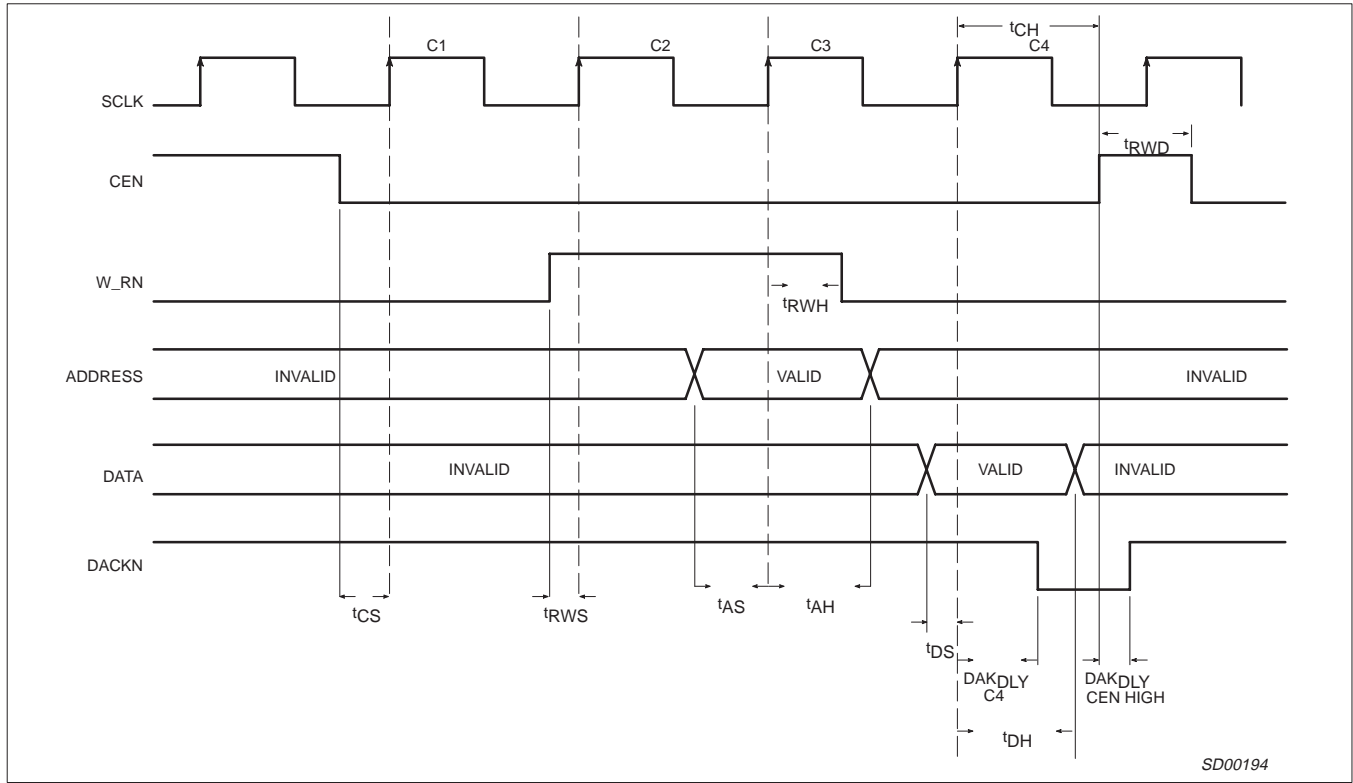 tCH
C1
C2
C3
C4
SCLK
tRWD
CEN
W_RN
tRWH
ADDRESS
INVALID
VALID
INVALID
DATA
INVALID
VALID
INVALID
DACKN
tCS
tRWS
tAS
tAH
tDS
DAKDLY
C4
DAKDLY
CEN HIGH
tDH
SD00194